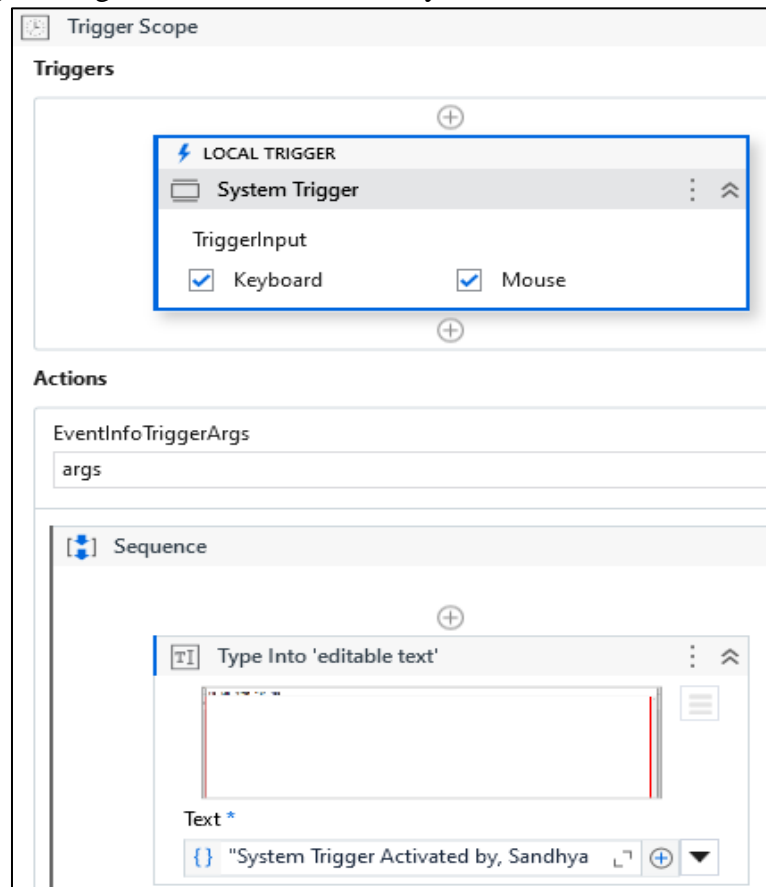 Trigger Scope
Triggers
LOCAL TRIGGER
System Trigger
TriggerInput
Keyboard Mouse
Actions
EventInfoTriggerArgs
args
Sequence
Type Into 'editable text'
Text *
{} "System Trigger Activated by, Sandhya